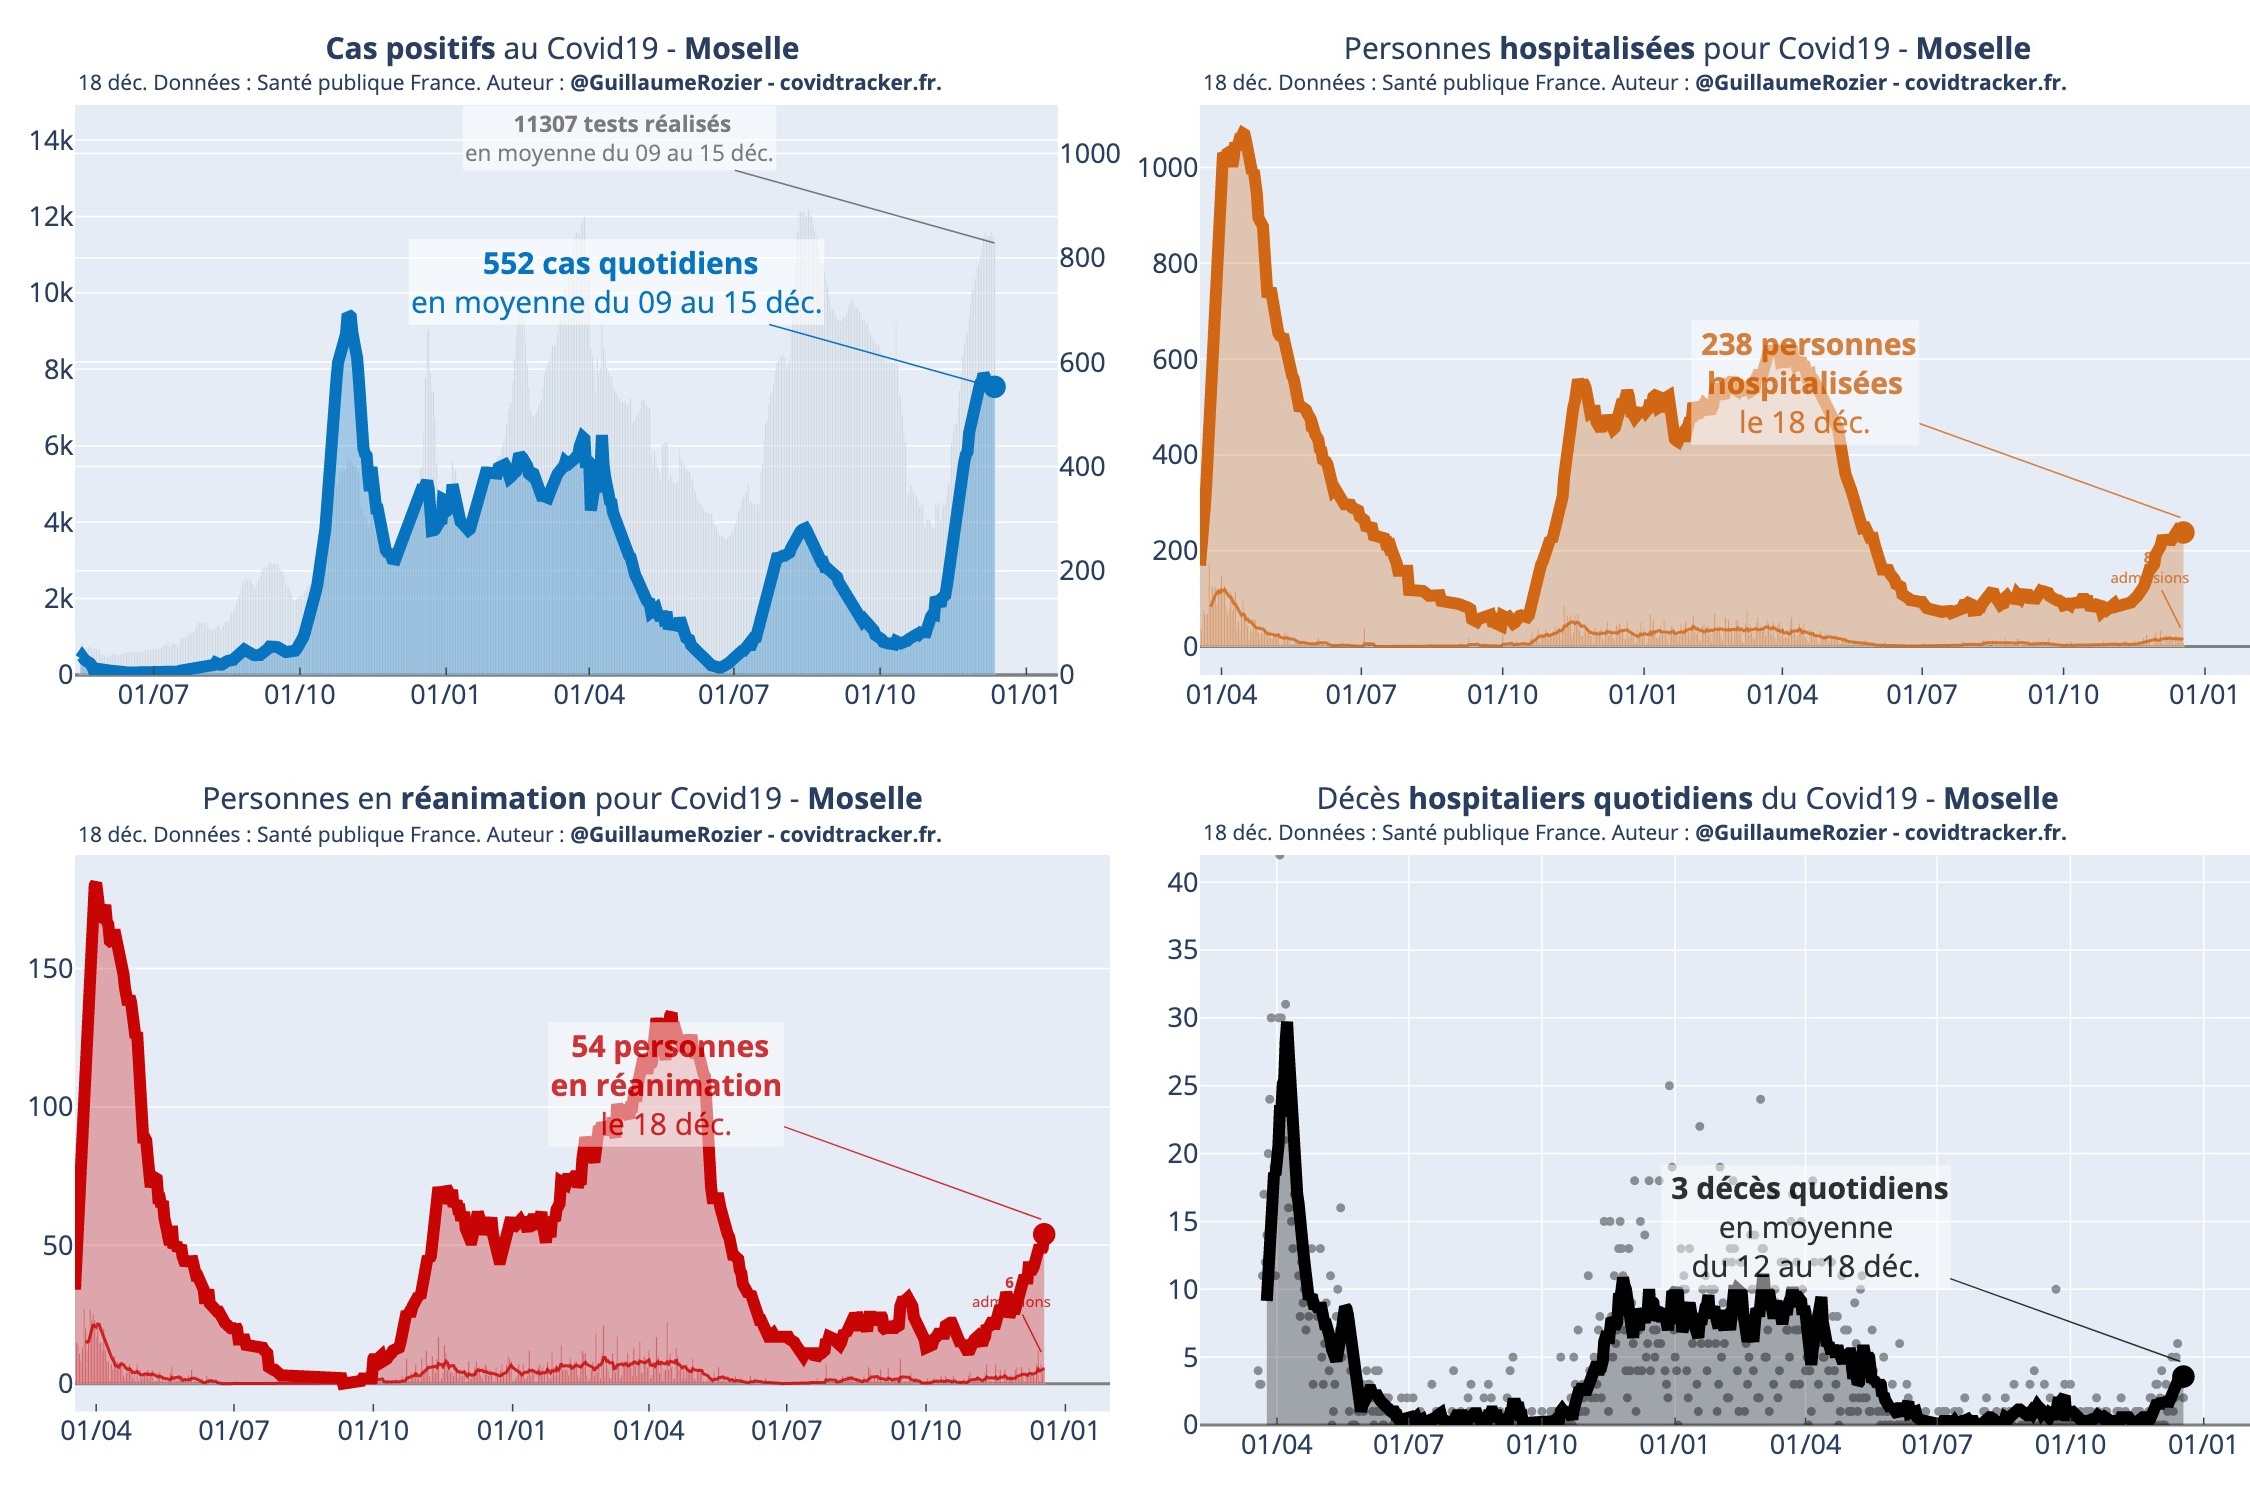 Cas positifs au Covid19 - Moselle
18 déc. Données : Santé publique France. Auteur : @GuillaumeRozier - covidtracker.fr.
11307 tests réalisés
en moyenne du 09 au 15 déc.
552 cas quotidiens
en moyenne du 09 au 15 déc.
14k
12k
10k
8k
6k
4k
2k
0
1000
800
600
400
200
0
01/07 01/10 01/01 01/04 01/07 01/10 01/01
Personnes hospitalisées pour Covid19 - Moselle
18 déc. Données : Santé publique France. Auteur : @GuillaumeRozier - covidtracker.fr.
1000
800
600
400
200
0
238 personnes
hospitalisées
le 18 déc.
admissions
01/04 01/07 01/10 01/01 01/04 01/07 01/10 01/01
Personnes en réanimation pour Covid19 - Moselle
18 déc. Données : Santé publique France. Auteur : @GuillaumeRozier - covidtracker.fr.
150
100
50
0
54 personnes
en réanimation
le 18 déc.
6
admissions
01/04 01/07 01/10 01/01 01/04 01/07 01/10 01/01
Décès hospitaliers quotidiens du Covid19 - Moselle
18 déc. Données : Santé publique France. Auteur : @GuillaumeRozier - covidtracker.fr.
40
35
30
25
20
15
10
5
0
3 décès quotidiens
en moyenne
du 12 au 18 déc.
01/04 01/07 01/10 01/01 01/04 01/07 01/10 01/01